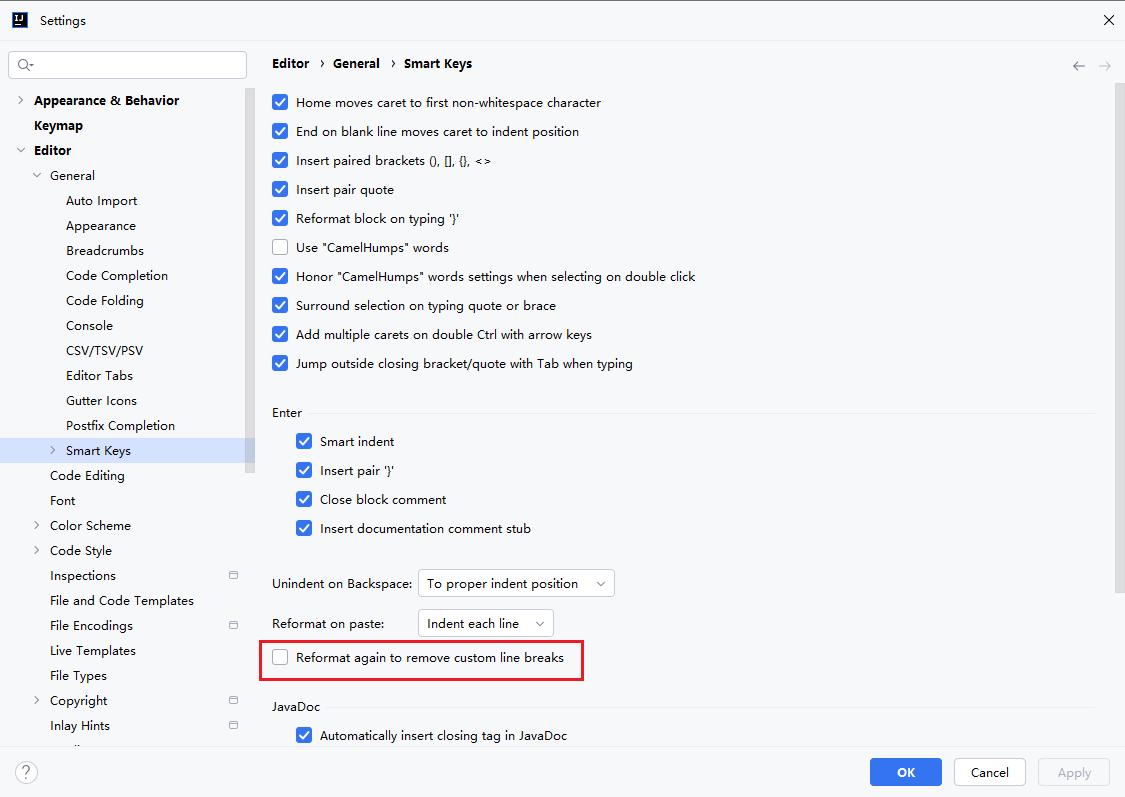 Settings
Editor › General › Smart Keys
Appearance & Behavior
Keymap
Editor
General
Auto Import
Appearance
Breadcrumbs
Code Completion
Code Folding
Console
CSV/TSV/PSV
Editor Tabs
Gutter Icons
Postfix Completion
Smart Keys
Code Editing
Font
Color Scheme
Code Style
Inspections
File and Code Templates
File Encodings
Live Templates
File Types
Copyright
Inlay Hints
Home moves caret to first non-whitespace character
End on blank line moves caret to indent position
Insert paired brackets (), [], {}, <>
Insert pair quote
Reformat block on typing '}'
Use "CamelHumps" words
Honor "CamelHumps" words settings when selecting on double click
Surround selection on typing quote or brace
Add multiple carets on double Ctrl with arrow keys
Jump outside closing bracket/quote with Tab when typing
Enter
Smart indent
Insert pair '}'
Close block comment
Insert documentation comment stub
Unindent on Backspace: To proper indent position
Reformat on paste: Indent each line
Reformat again to remove custom line breaks
JavaDoc
Automatically insert closing tag in JavaDoc
? OK Cancel Apply